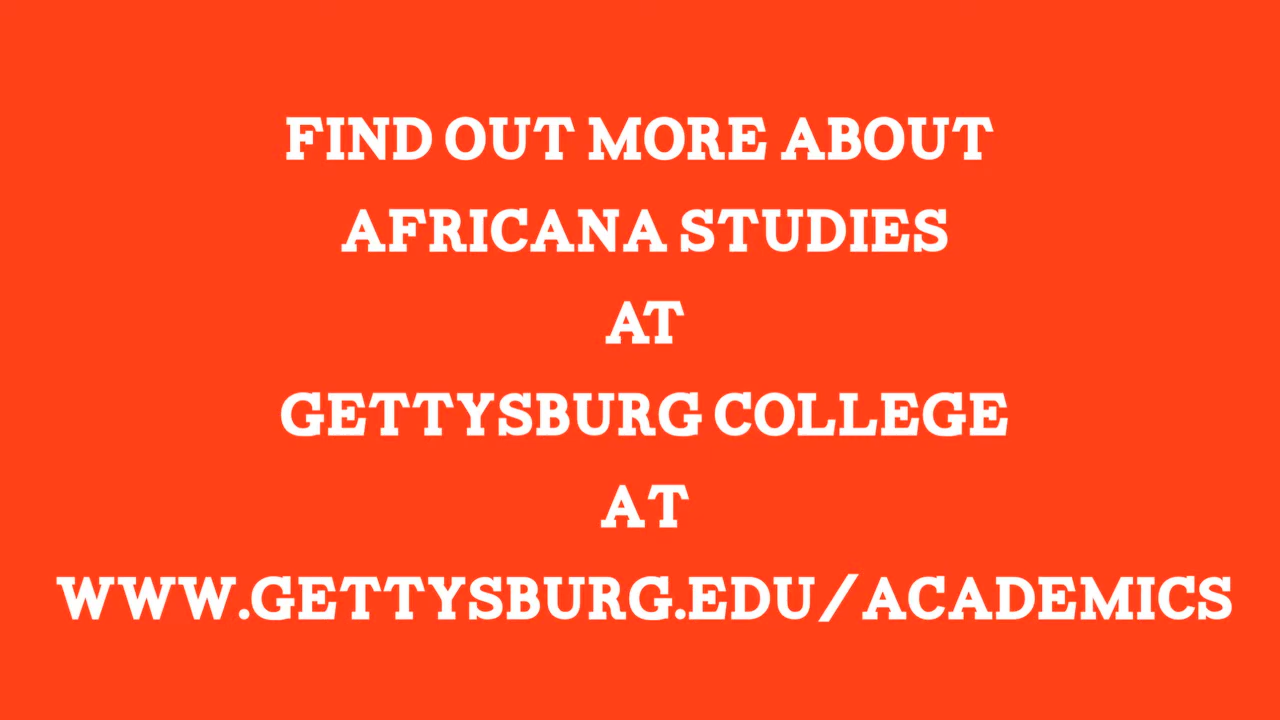 FIND OUT MORE ABOUT
AFRICANA STUDIES
AT
GETTYSBURG COLLEGE
AT
WWW.GETTYSBURG.EDU/ACADEMICS